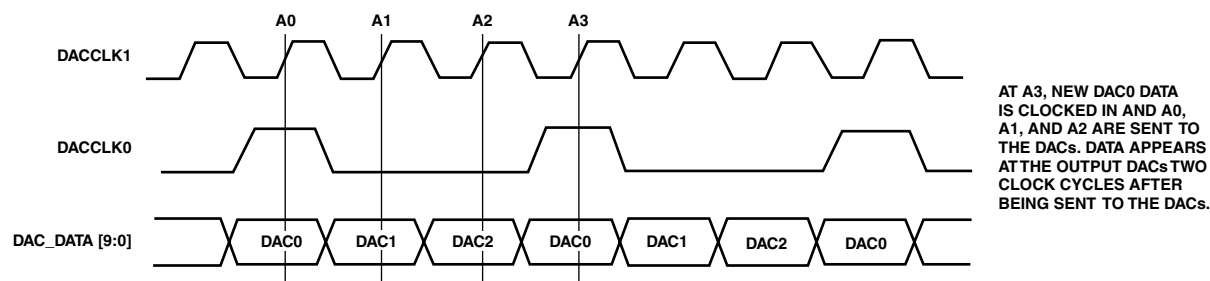 A0 A1 A2 A3
DACCLK1
DACCLK0
DAC_DATA [9:0] DAC0 DAC1 DAC2 DAC0 DAC1 DAC2 DAC0
AT A3, NEW DAC0 DATA
IS CLOCKED IN AND A0,
A1, AND A2 ARE SENT TO
THE DACs. DATA APPEARS
AT THE OUTPUT DACs TWO
CLOCK CYCLES AFTER
BEING SENT TO THE DACs.